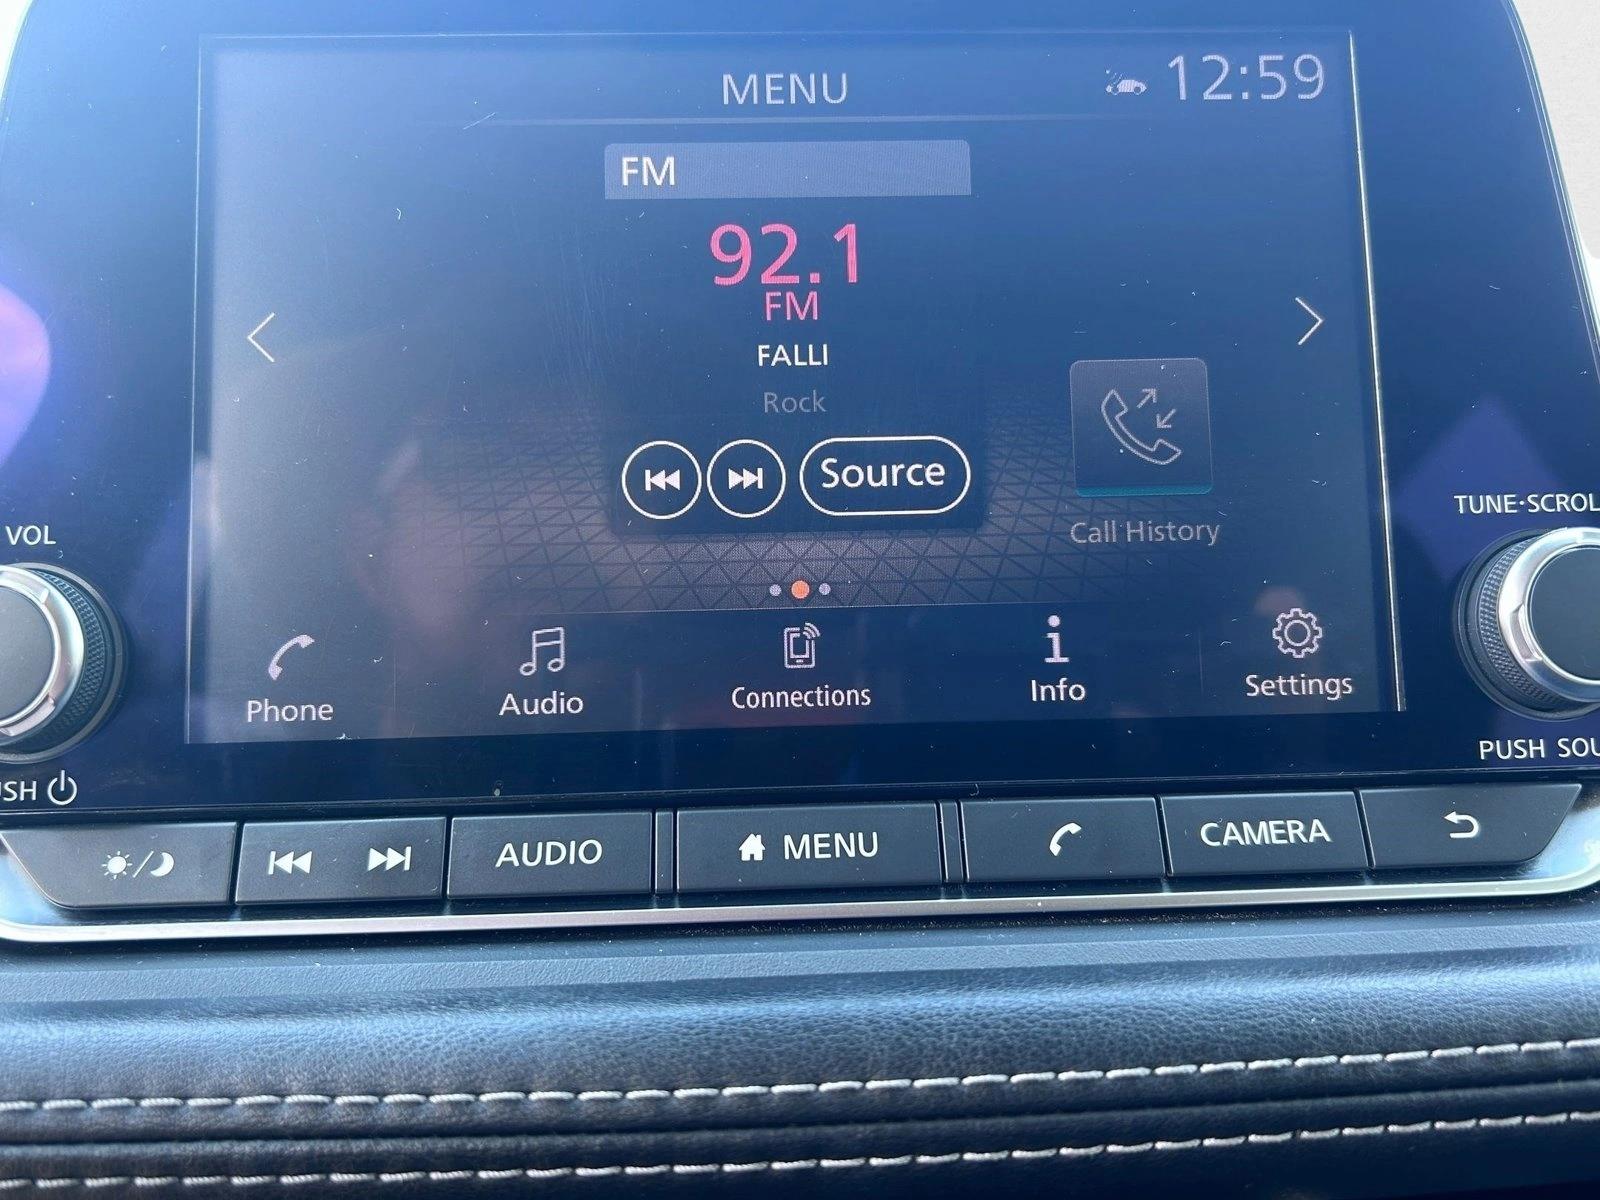 MENU
12:59
FM
92.1
FM
FALLI
Rock
Source
Call History
VOL
TUNE·SCROL
Phone
Audio
Connections
Info
Settings
USH
PUSH SOU
AUDIO
MENU
CAMERA